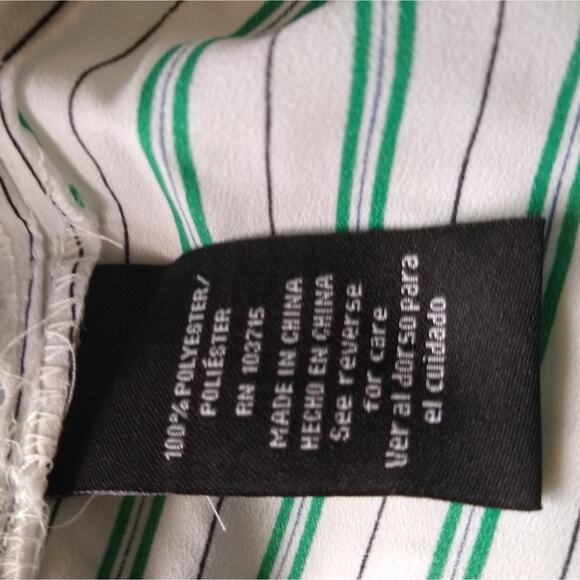 100% POLYESTER/
POLIÉSTER
RN 103715
MADE IN CHINA
HECHO EN CHINA
See reverse
for care
Ver al dorso para
el cuidado